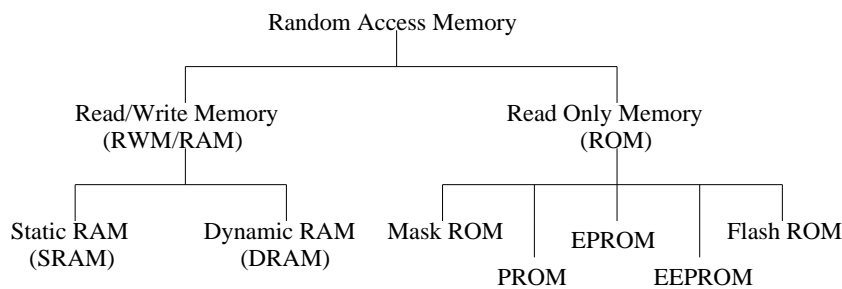 Random Access Memory
Read/Write Memory
(RWM/RAM)
Read Only Memory
(ROM)
Static RAM
(SRAM)
Dynamic RAM
(DRAM)
Mask ROM
PROM
EPROM
EEPROM
Flash ROM